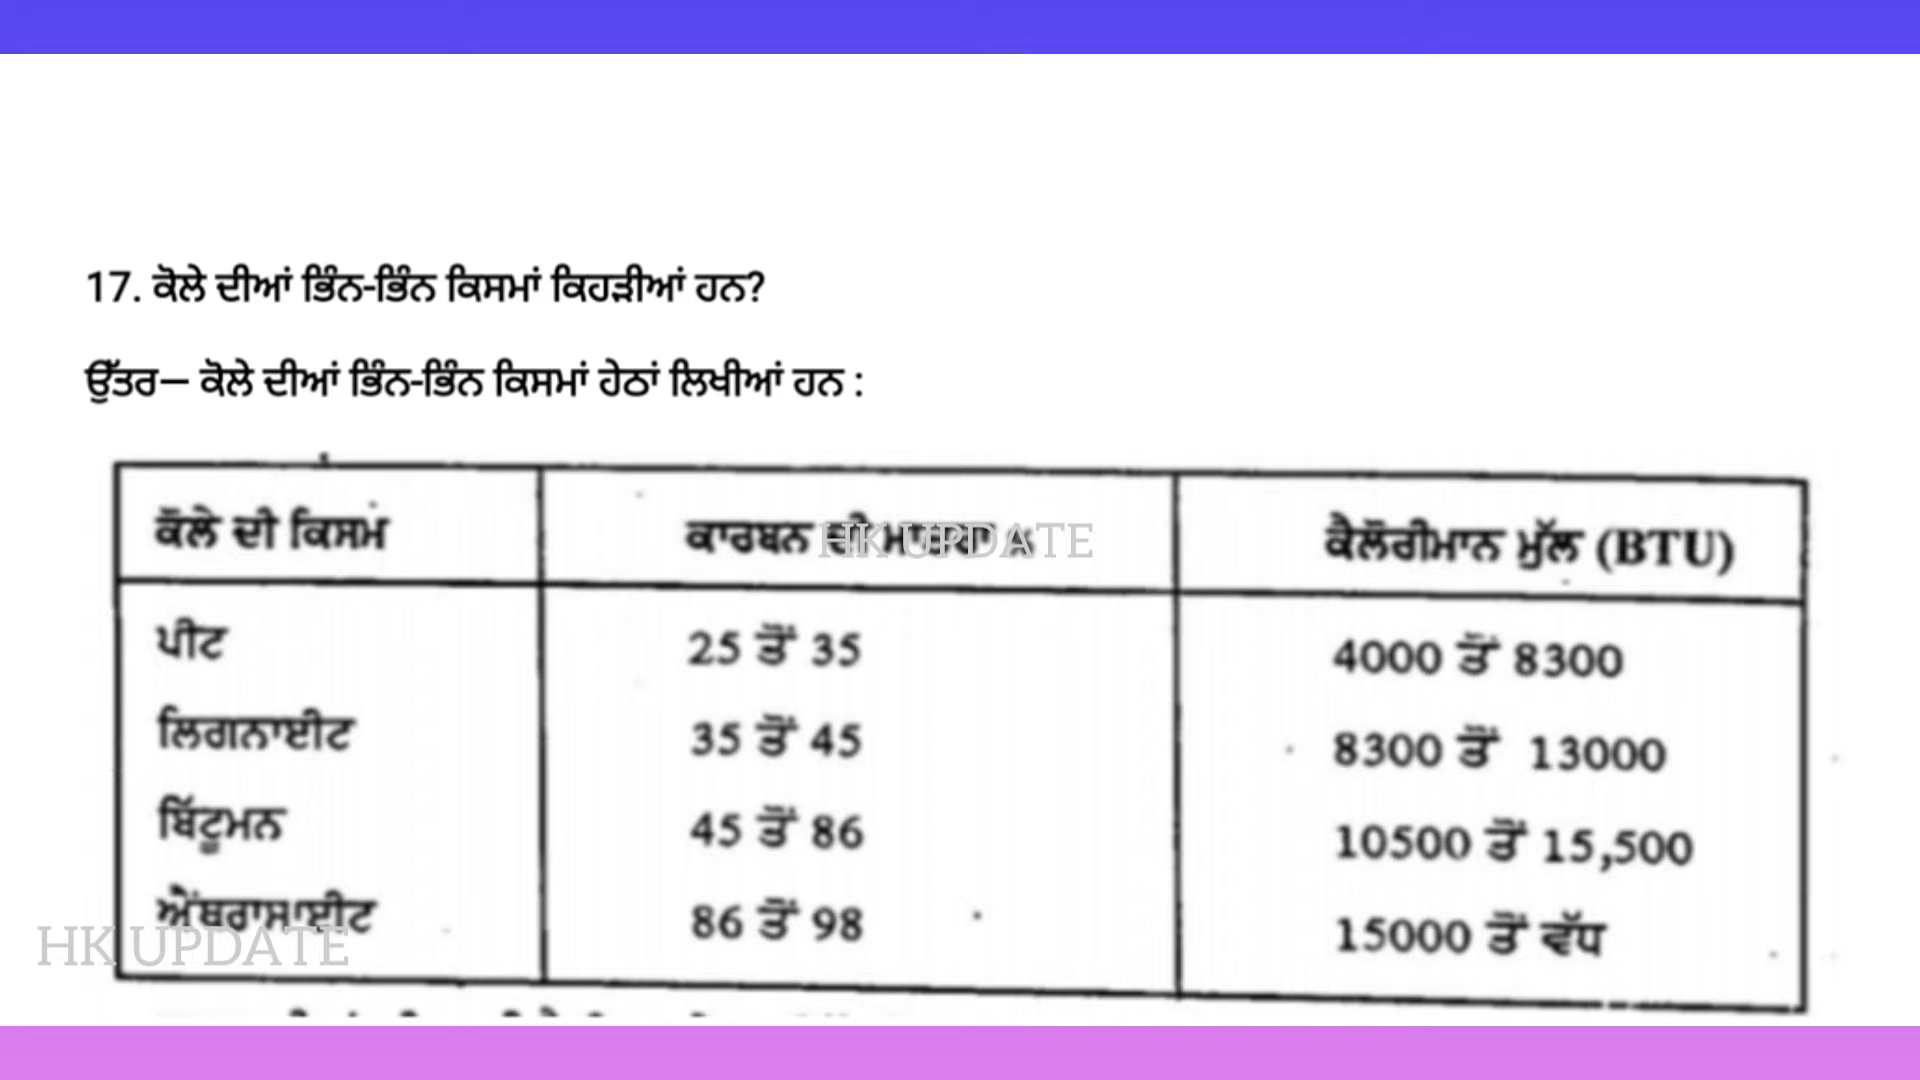 17. ਕੋਲੇ ਦੀਆਂ ਭਿੰਨ-ਭਿੰਨ ਕਿਸਮਾਂ ਕਿਹੜੀਆਂ ਹਨ?
ਉੱਤਰ— ਕੋਲੇ ਦੀਆਂ ਭਿੰਨ-ਭਿੰਨ ਕਿਸਮਾਂ ਹੇਠਾਂ ਲਿਖੀਆਂ ਹਨ :
ਕੋਲੇ ਦੀ ਕਿਸਮ ਕਾਰਬਨ ਦੀ ਕੈਲੋਰੀਮਾਨ ਮੁੱਲ (BTU)
HK UPDATE
ਪੀਟ 25 ਤੋਂ 35 4000 ਤੋਂ 8300
ਲਿਗਨਾਈਟ 35 ਤੋਂ 45 8300 ਤੋਂ 13000
ਬਿੱਟੂਮਨ 45 ਤੋਂ 86 10500 ਤੋਂ 15,500
ਐਂਥਰਾਸਾਈਟ 86 ਤੋਂ 98 15000 ਤੋਂ ਵੱਧ
HK UPDATE